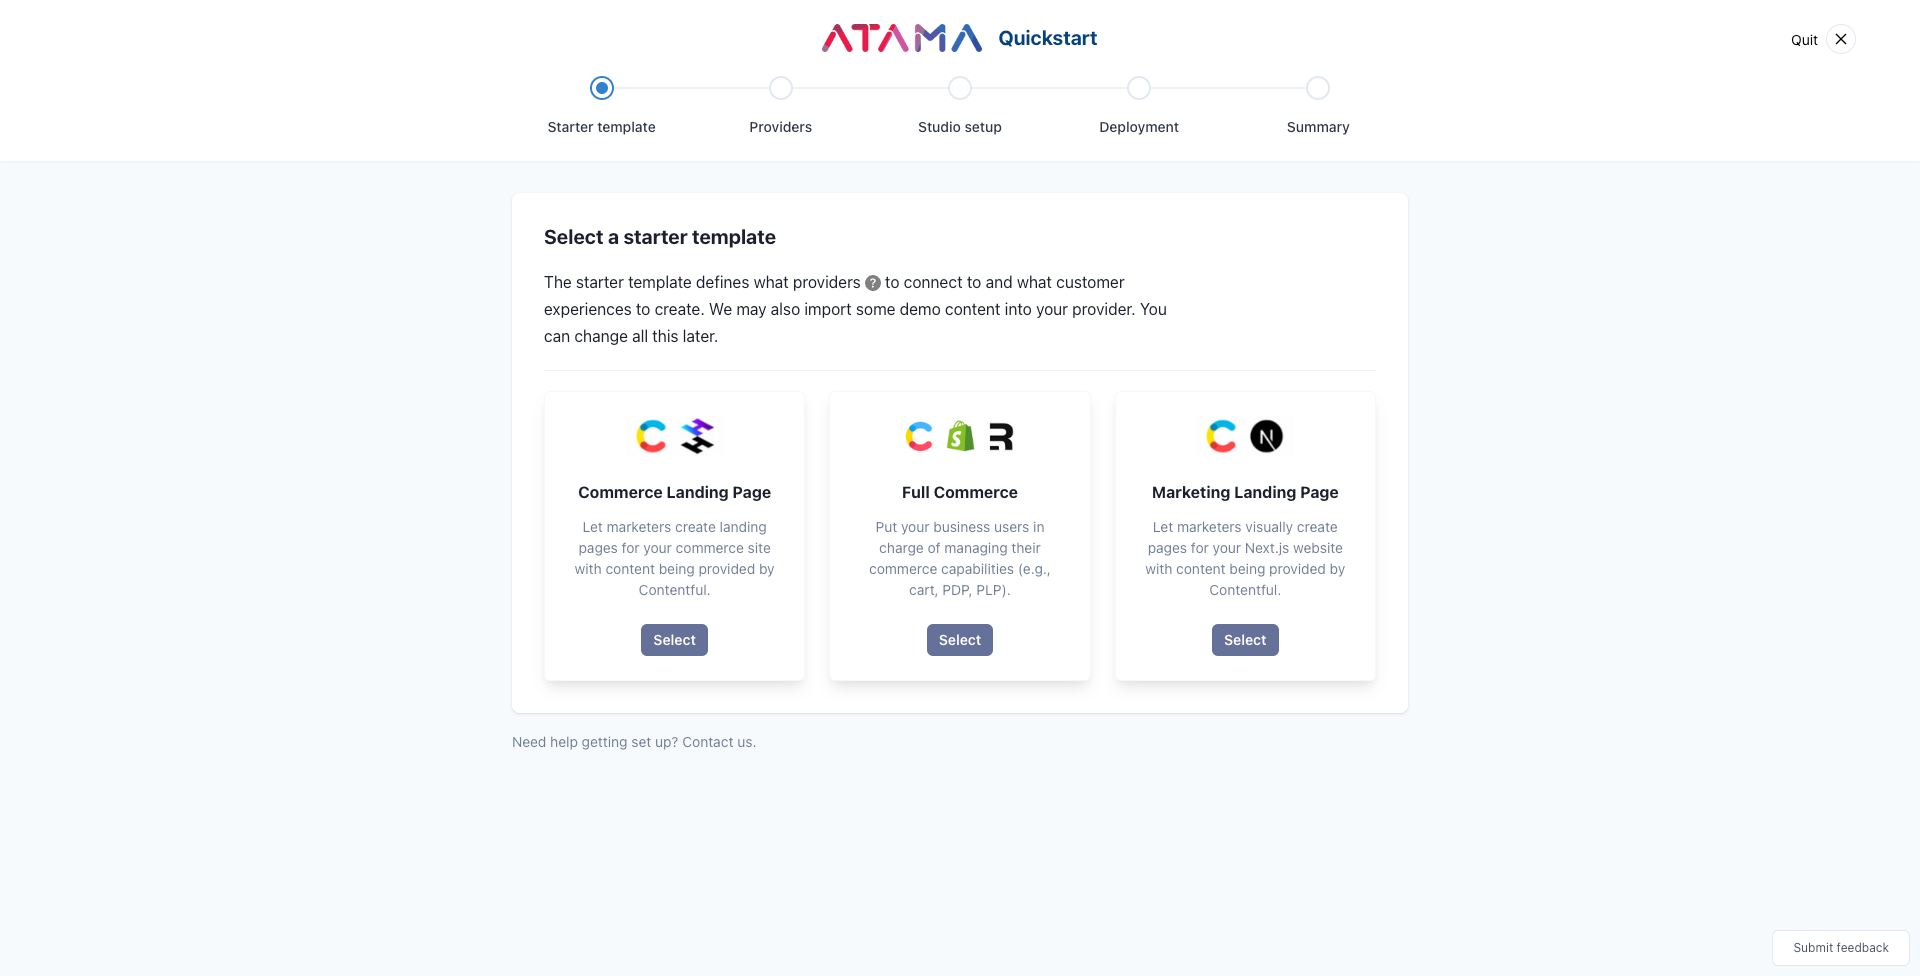 ATAMA Quickstart
Quit
Starter template
Providers
Studio setup
Deployment
Summary
Select a starter template
The starter template defines what providers ? to connect to and what customer
experiences to create. We may also import some demo content into your provider. You
can change all this later.
Commerce Landing Page
Let marketers create landing
pages for your commerce site
with content being provided by
Contentful.
Select
Full Commerce
Put your business users in
charge of managing their
commerce capabilities (e.g.,
cart, PDP, PLP).
Select
N
Marketing Landing Page
Let marketers visually create
pages for your Next.js website
with content being provided by
Contentful.
Select
Need help getting set up? Contact us.
Submit feedback